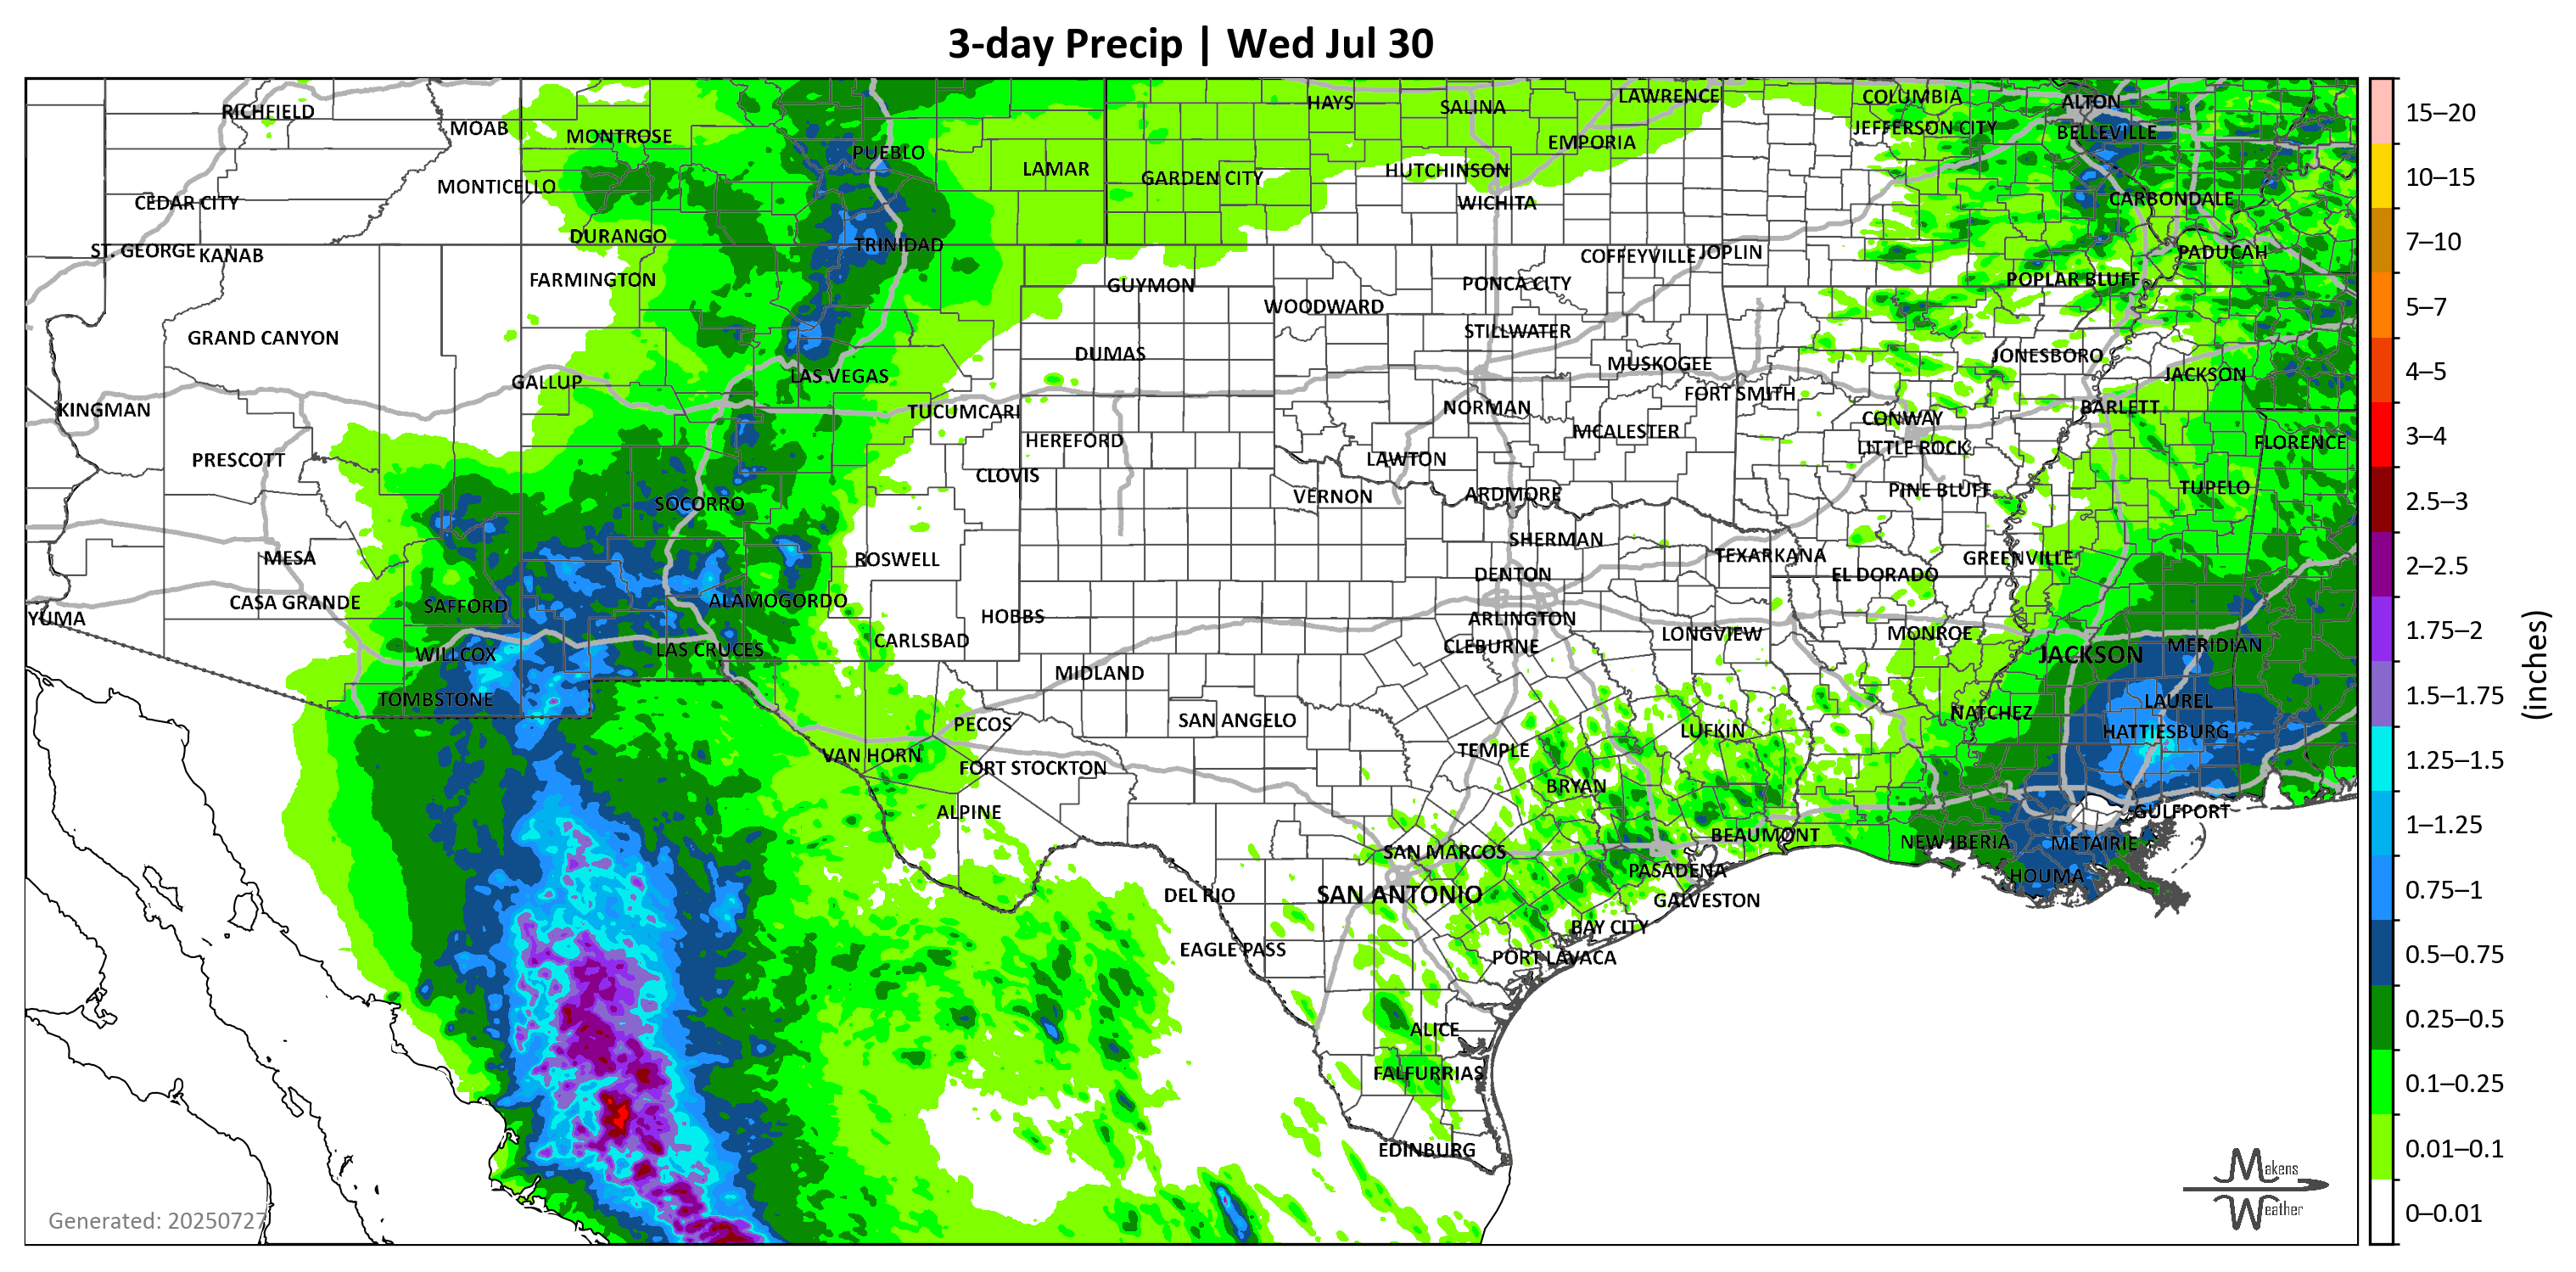 3-day Precip | Wed Jul 30
RICHFIELD
MOAB
MONTROSE
PUEBLO
LAMAR
HAYS
SALINA
LAWRENCE
COLUMBIA
ALTON
JEFFERSON CITY
BELLEVILLE
EMPORIA
HUTCHINSON
GARDEN CITY
MONTICELLO
CEDAR CITY
WICHITA
CARBONDALE
DURANGO
TRINIDAD
ST. GEORGE
KANAB
COFFEYVILLE
JOPLIN
PADUCAH
FARMINGTON
GUYMON
PONCA CITY
POPLAR BLUFF
WOODWARD
GRAND CANYON
STILLWATER
DUMAS
MUSKOGEE
JONESBORO
GALLUP
LAS VEGAS
JACKSON
FORT SMITH
KINGMAN
TUCUMCARI
NORMAN
CONWAY
BARLETT
HEREFORD
MCALESTER
LITTLE ROCK
FLORENCE
PRESCOTT
CLOVIS
LAWTON
VERNON
ARDMORE
PINE BLUFF
TUPELO
SOCORRO
MESA
ROSWELL
SHERMAN
TEXARKANA
GREENVILLE
DENTON
EL DORADO
CASA GRANDE
SAFFORD
ALAMOGORDO
YUMA
HOBBS
ARLINGTON
CARLSBAD
CLEBURNE
LONGVIEW
MONROE
MERIDIAN
WILLCOX
LAS CRUCES
JACKSON
MIDLAND
TOMBSTONE
LAUREL
PECOS
SAN ANGELO
NATCHEZ
LUFKIN
HATTIESBURG
VAN HORN
TEMPLE
FORT STOCKTON
BRYAN
ALPINE
GULFPORT
BEAUMONT
NEW IBERIA
METAIRIE
SAN MARCOS
PASADENA
HOUMA
DEL RIO
SAN ANTONIO
GALVESTON
BAY CITY
EAGLE PASS
PORT LAVACA
ALICE
FALFURRIAS
EDINBURG
Generated: 20250727
Makens
Weather
15–20
10–15
7–10
5–7
4–5
3–4
2.5–3
2–2.5
1.75–2
1.5–1.75
1.25–1.5
1–1.25
0.75–1
0.5–0.75
0.25–0.5
0.1–0.25
0.01–0.1
0–0.01
(inches)